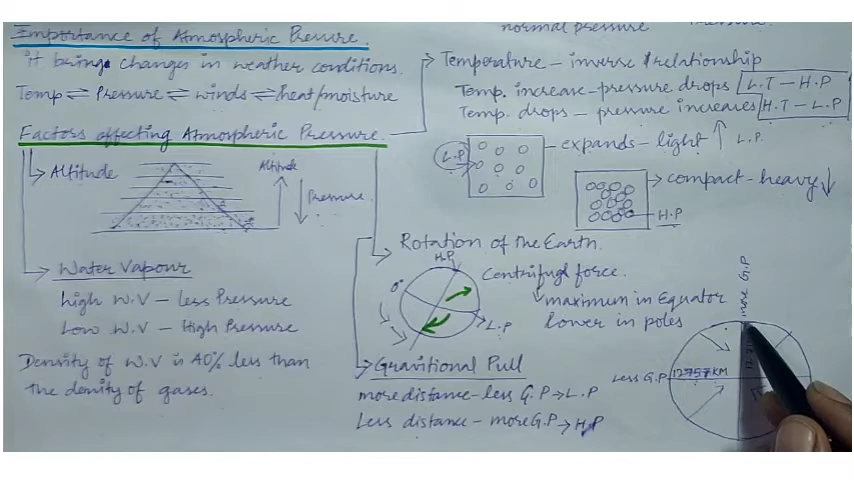 normal pressure
Importance of Atmospheric Pressure.
it brings changes in weather conditions.
Temp ⇌ Pressure ⇌ winds ⇌ heat/moisture
Factors affecting Atmospheric Pressure.
Altitude
Altitude
Pressure
Water Vapour
high W.V – Less Pressure
Low W.V – High Pressure
Density of W.V is 40% less than
the density of gases.
Temperature – inverse relationship
Temp. increase – pressure drops L.T – H.P
Temp. drops – pressure increases H.T – L.P
L.P
expands – light ↑ L.P.
compact – heavy ↓
H.P
Rotation of the Earth.
H.P
0°
L.P
Centrifugal force.
maximum in Equator
lower in poles
Gravitional Pull
more distance – less G.P → L.P
Less distance – more G.P → H.P
more G.P
Less G.P 12757 KM